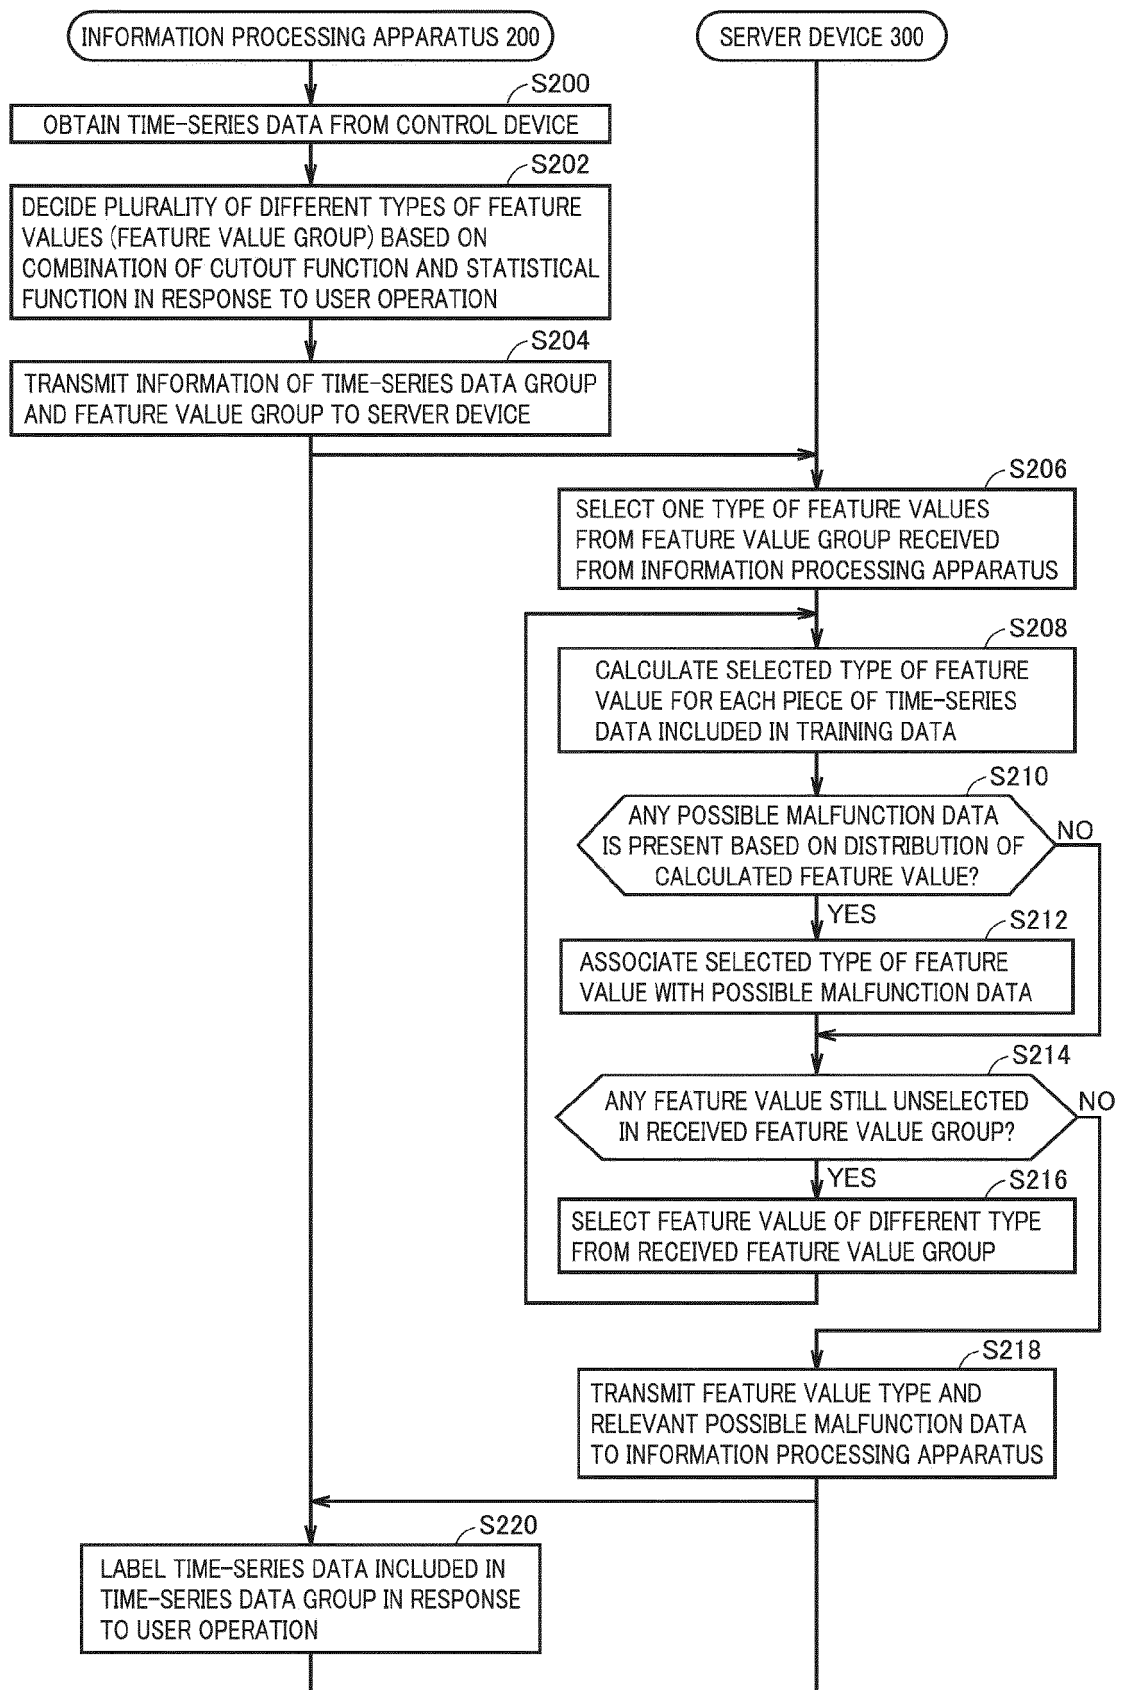 INFORMATION PROCESSING APPARATUS 200
SERVER DEVICE 300
S200
OBTAIN TIME-SERIES DATA FROM CONTROL DEVICE
S202
DECIDE PLURALITY OF DIFFERENT TYPES OF FEATURE
VALUES (FEATURE VALUE GROUP) BASED ON
COMBINATION OF CUTOUT FUNCTION AND STATISTICAL
FUNCTION IN RESPONSE TO USER OPERATION
S204
TRANSMIT INFORMATION OF TIME-SERIES DATA GROUP
AND FEATURE VALUE GROUP TO SERVER DEVICE
S206
SELECT ONE TYPE OF FEATURE VALUES
FROM FEATURE VALUE GROUP RECEIVED
FROM INFORMATION PROCESSING APPARATUS
S208
CALCULATE SELECTED TYPE OF FEATURE
VALUE FOR EACH PIECE OF TIME-SERIES
DATA INCLUDED IN TRAINING DATA
S210
ANY POSSIBLE MALFUNCTION DATA
IS PRESENT BASED ON DISTRIBUTION OF
CALCULATED FEATURE VALUE?
NO
YES
S212
ASSOCIATE SELECTED TYPE OF FEATURE
VALUE WITH POSSIBLE MALFUNCTION DATA
S214
ANY FEATURE VALUE STILL UNSELECTED
IN RECEIVED FEATURE VALUE GROUP?
NO
YES
S216
SELECT FEATURE VALUE OF DIFFERENT TYPE
FROM RECEIVED FEATURE VALUE GROUP
S218
TRANSMIT FEATURE VALUE TYPE AND
RELEVANT POSSIBLE MALFUNCTION DATA
TO INFORMATION PROCESSING APPARATUS
S220
LABEL TIME-SERIES DATA INCLUDED IN
TIME-SERIES DATA GROUP IN RESPONSE
TO USER OPERATION